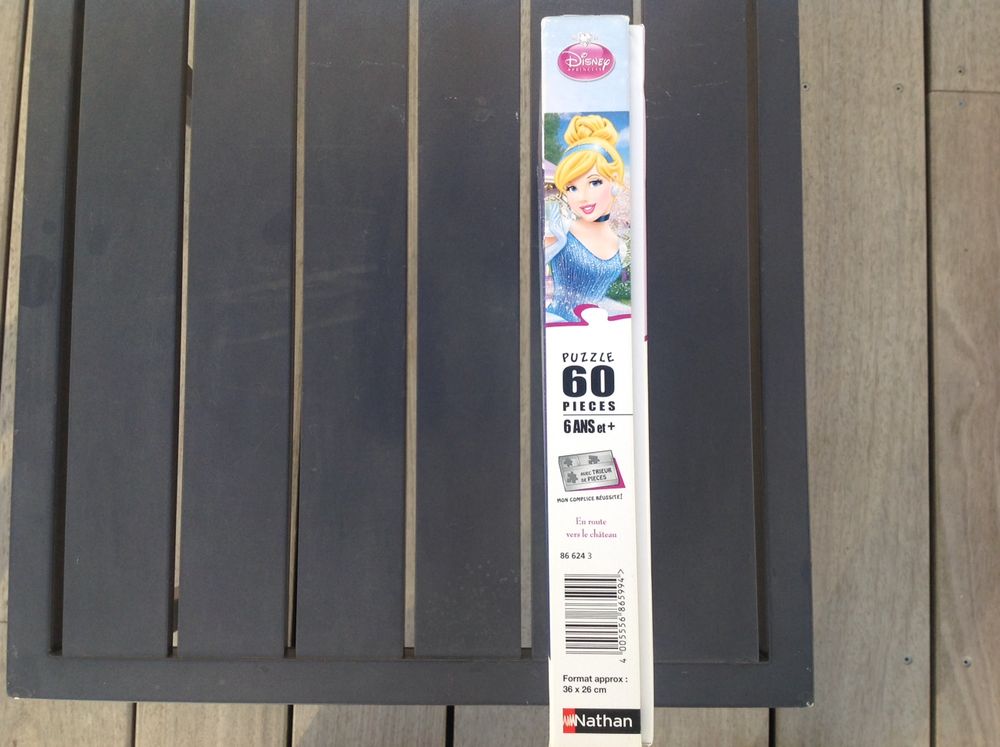 Disney
PRINCESS
PUZZLE
60
PIECES
6 ANS et +
AVEC TRIEUR
DE PIECES
MON COMPLICE RÉUSSITE!
En route
vers le château
86 624 3
4 005556 865994 >
Format approx :
36 x 26 cm
Nathan